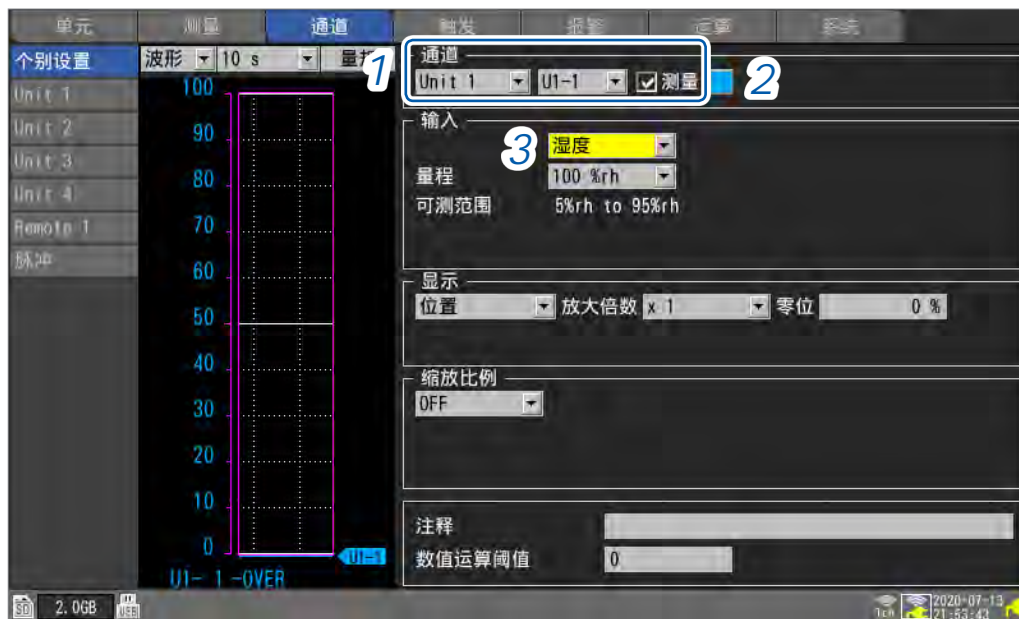 单元 测量 通道 触发 报警 运算 系统
个别设置 波形 10 s 量程
Unit 1
Unit 2
Unit 3
Unit 4
Remote 1
脉冲
100
90
80
70
60
50
40
30
20
10
0
U1-1
U1- 1 -OVER
1
通道
Unit 1 U1-1 测量 2
输入
3 湿度
量程 100 %rh
可测范围 5%rh to 95%rh
显示
位置 放大倍数 x 1 零位 0 %
缩放比例
OFF
注释
数值运算阈值 0
SD 2.0GB USB
1ch 2020-07-13
21:53:43